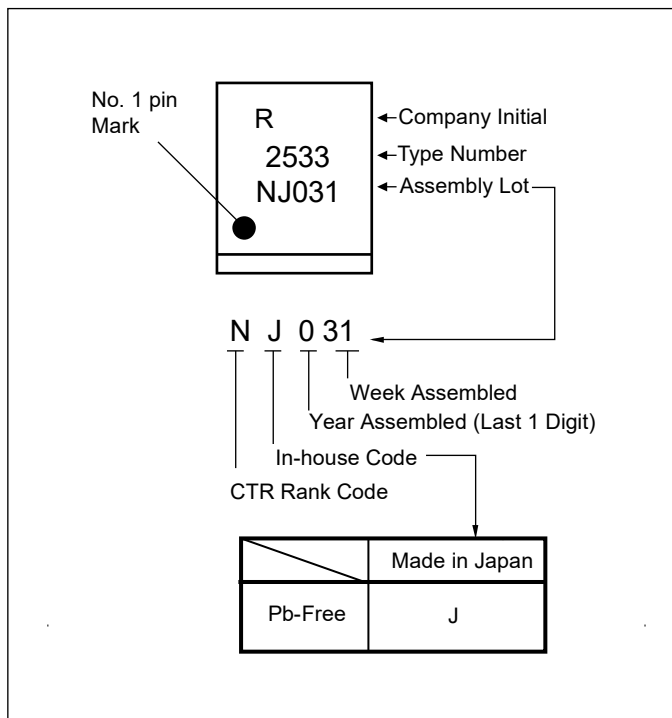 No. 1 pin
Mark
R
2533
NJ031
Company Initial
Type Number
Assembly Lot
N J 0 31
Week Assembled
Year Assembled (Last 1 Digit)
In-house Code
CTR Rank Code
Made in Japan
Pb-Free J